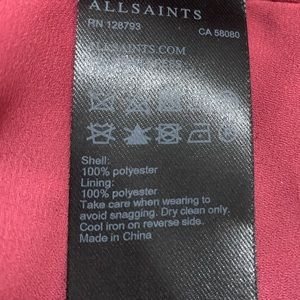 ALLSAINTS
RN 128793 CA 58080
ALLSAINTS.COM
Shell:
100% polyester
Lining:
100% polyester
Take care when wearing to
avoid snagging. Dry clean only.
Cool iron on reverse side.
Made in China